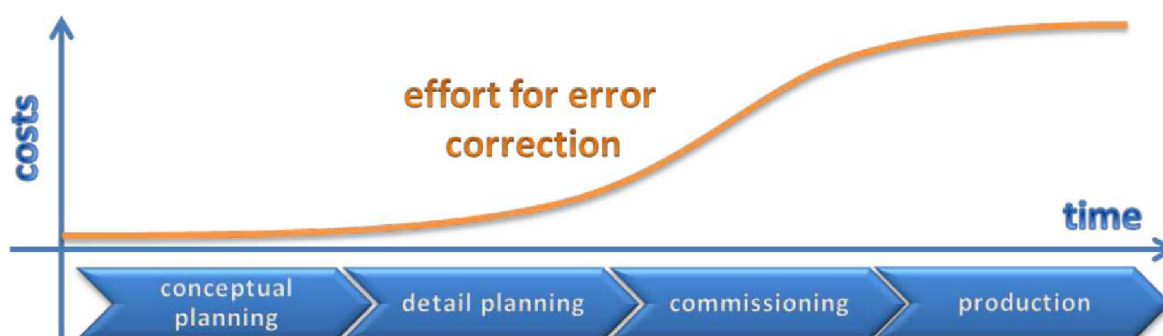 costs
effort for error
correction
time
conceptual
planning
detail planning
commissioning
production